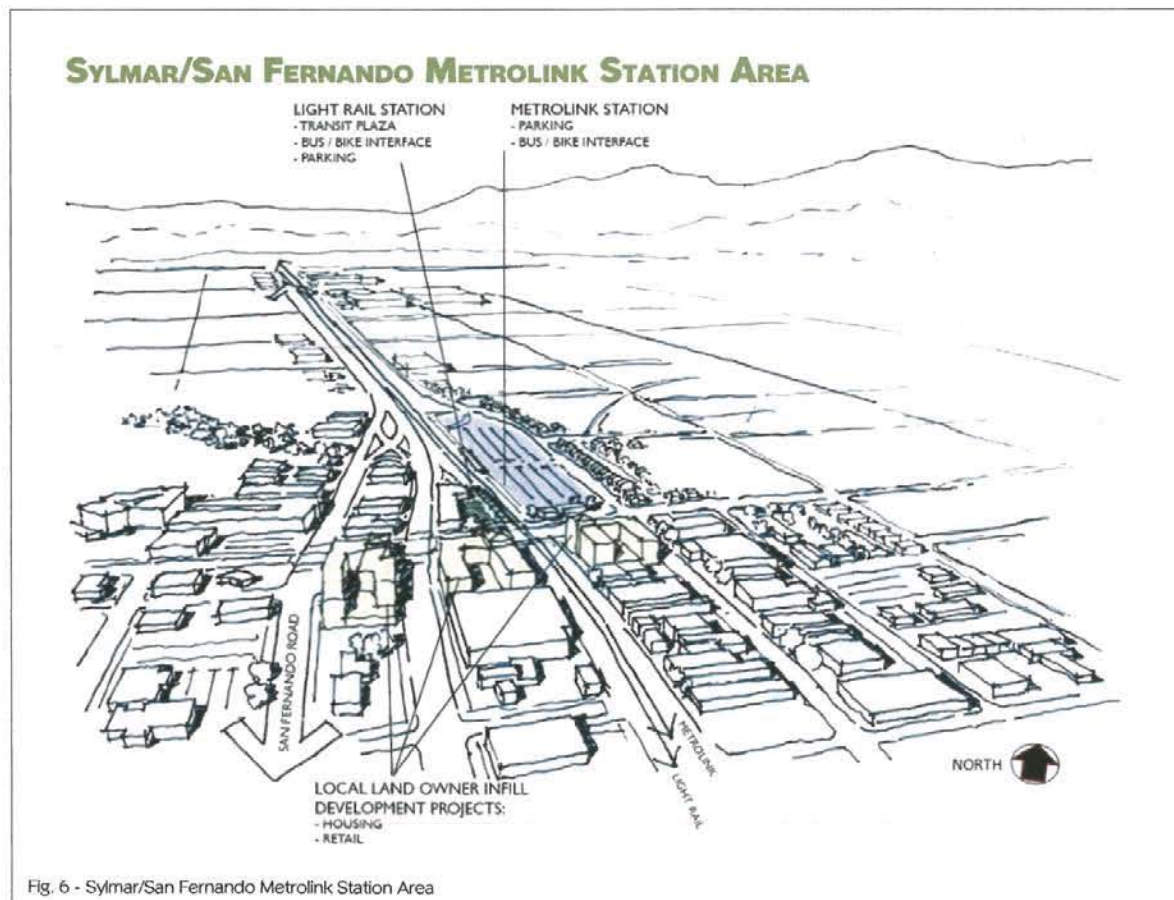 SYLMAR/SAN FERNANDO METROLINK STATION AREA
LIGHT RAIL STATION
- TRANSIT PLAZA
- BUS / BIKE INTERFACE
- PARKING
METROLINK STATION
- PARKING
- BUS / BIKE INTERFACE
SAN FERNANDO ROAD
METROLINK
LIGHT RAIL
NORTH
LOCAL LAND OWNER INFILL
DEVELOPMENT PROJECTS:
- HOUSING
- RETAIL
Fig. 6 - Sylmar/San Fernando Metrolink Station Area